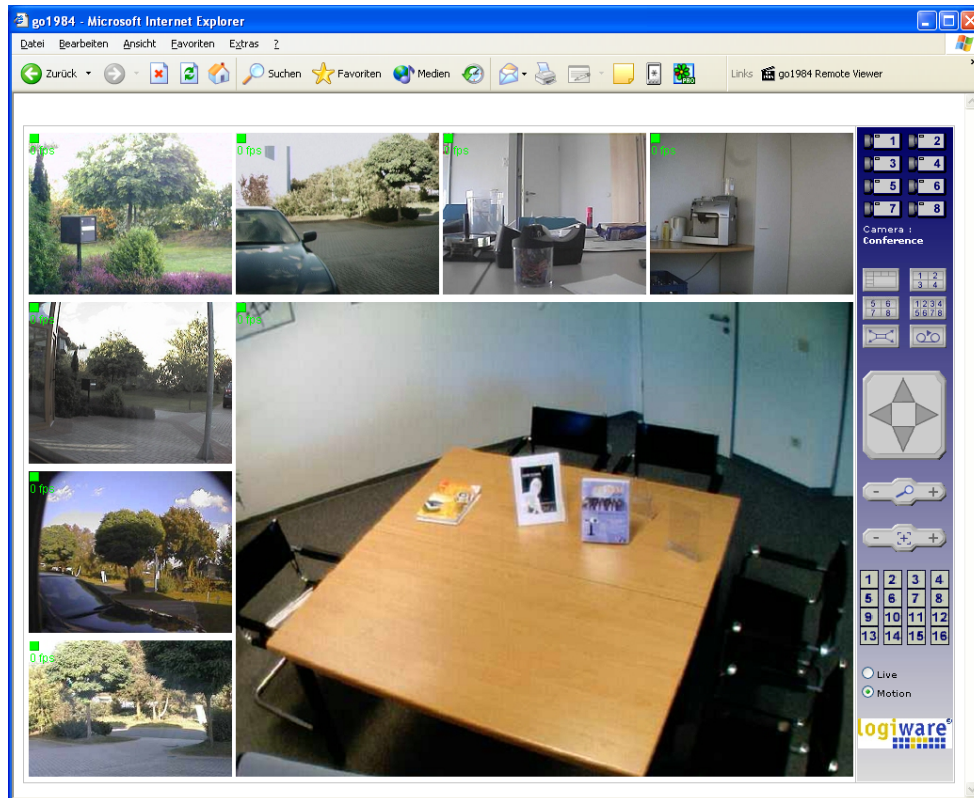 go1984 - Microsoft Internet Explorer
Datei Bearbeiten Ansicht Favoriten Extras ?
Zurück Suchen Favoriten Medien PRO Links go1984 Remote Viewer
»
0 fps 0 fps 0 fps 0 fps
1 2
3 4
5 6
7 8
Camera :
Conference
1 2
3 4
5 6
7 8
1 2 3 4
5 6 7 8
0 fps 0 fps
- +
0 fps
- +
1 2 3 4
5 6 7 8
9 10 11 12
13 14 15 16
0 fps
Live
Motion
logiware®